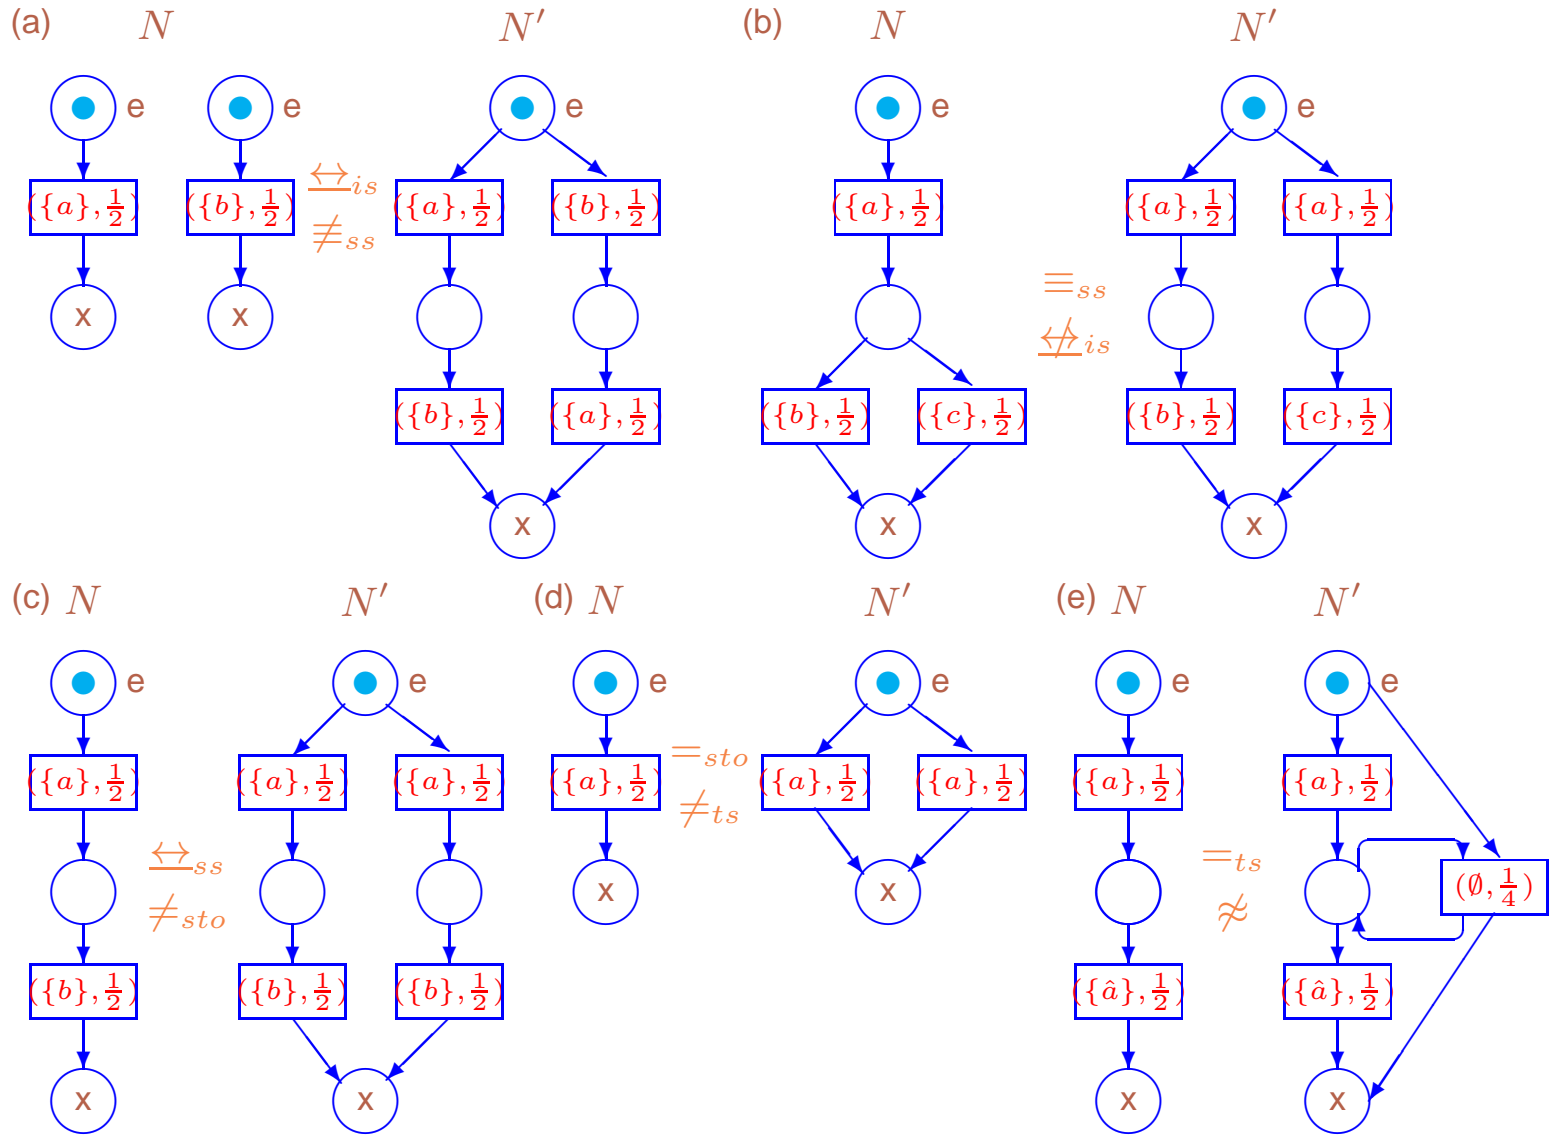 (a) N N′ (b) N N′
e e e e e
({a}, 1/2) ({b}, 1/2) ↔is ({a}, 1/2) ({b}, 1/2) ({a}, 1/2) ({a}, 1/2) ({a}, 1/2)
≢ss
≡ss
x x ↮is
({b}, 1/2) ({a}, 1/2) ({b}, 1/2) ({c}, 1/2) ({b}, 1/2) ({c}, 1/2)
x x x
(c) N N′ (d) N N′ (e) N N′
e e e e e e
({a}, 1/2) ({a}, 1/2) ({a}, 1/2) ({a}, 1/2) =sto ({a}, 1/2) ({a}, 1/2) ({a}, 1/2) ({a}, 1/2)
≠ts
↔ss =ts
≠sto x x ≉ (∅, 1/4)
({b}, 1/2) ({b}, 1/2) ({b}, 1/2) ({â}, 1/2) ({â}, 1/2)
x x x x